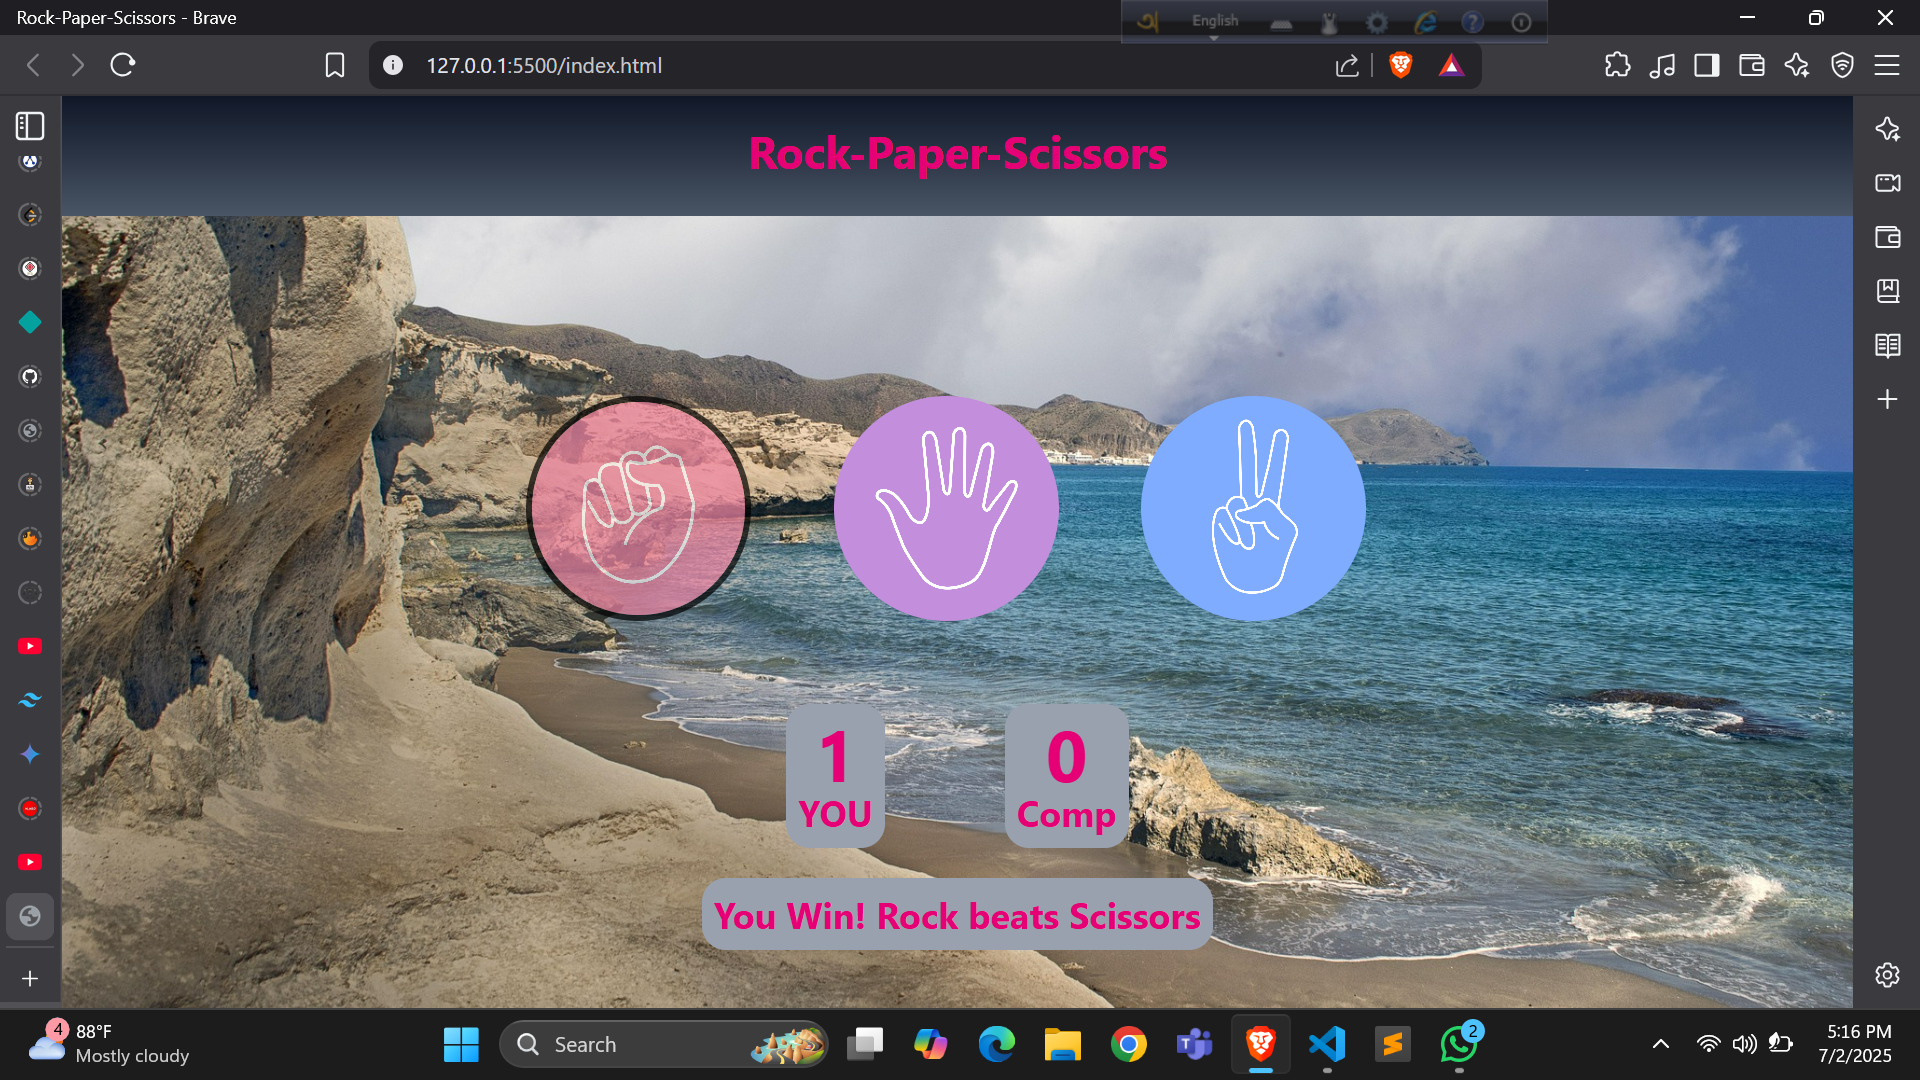 Rock-Paper-Scissors - Brave
English
127.0.0.1:5500/index.html
Rock-Paper-Scissors
1
YOU
0
Comp
You Win! Rock beats Scissors
4
88°F
Mostly cloudy
Search
T
2
5:16 PM
7/2/2025